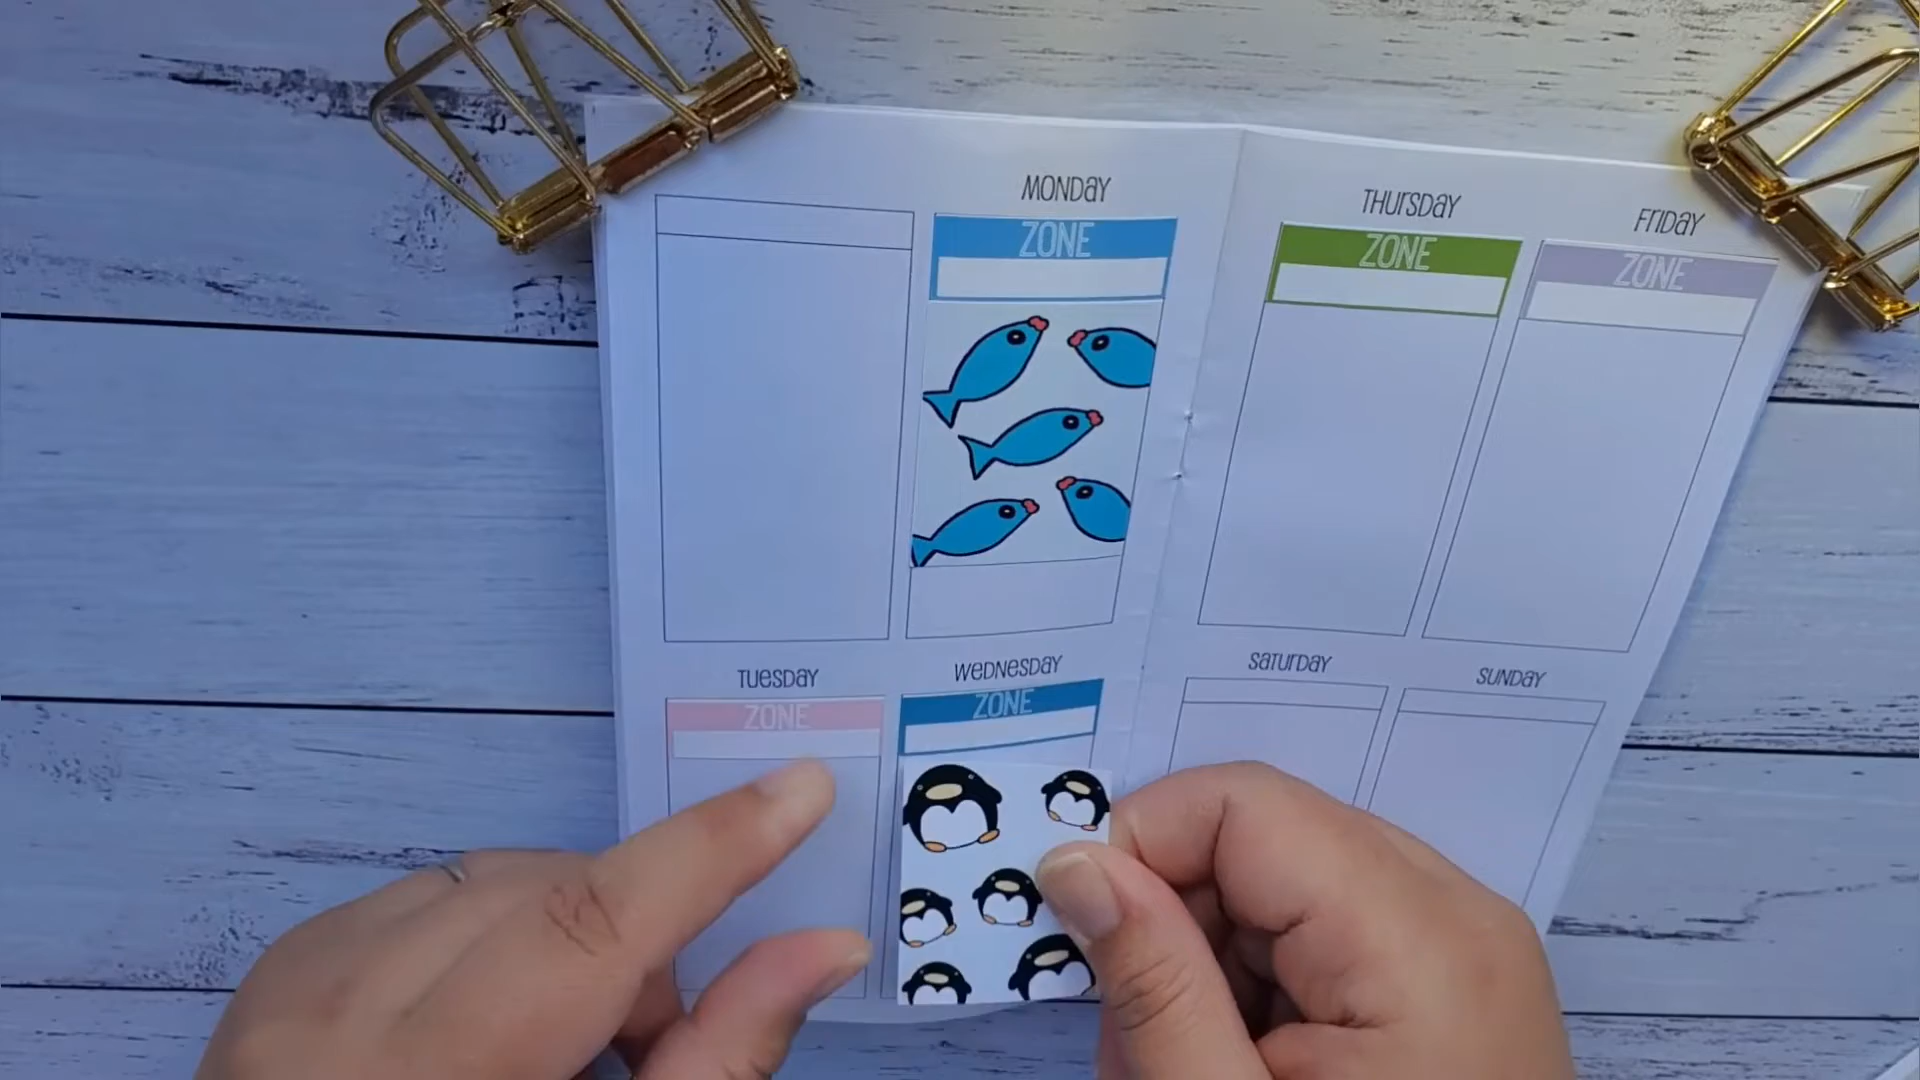 MONDAY
ZONE
THURSDAY
ZONE
FRIDAY
ZONE
TUESDAY
ZONE
WEDNESDAY
ZONE
SATURDAY
SUNDAY